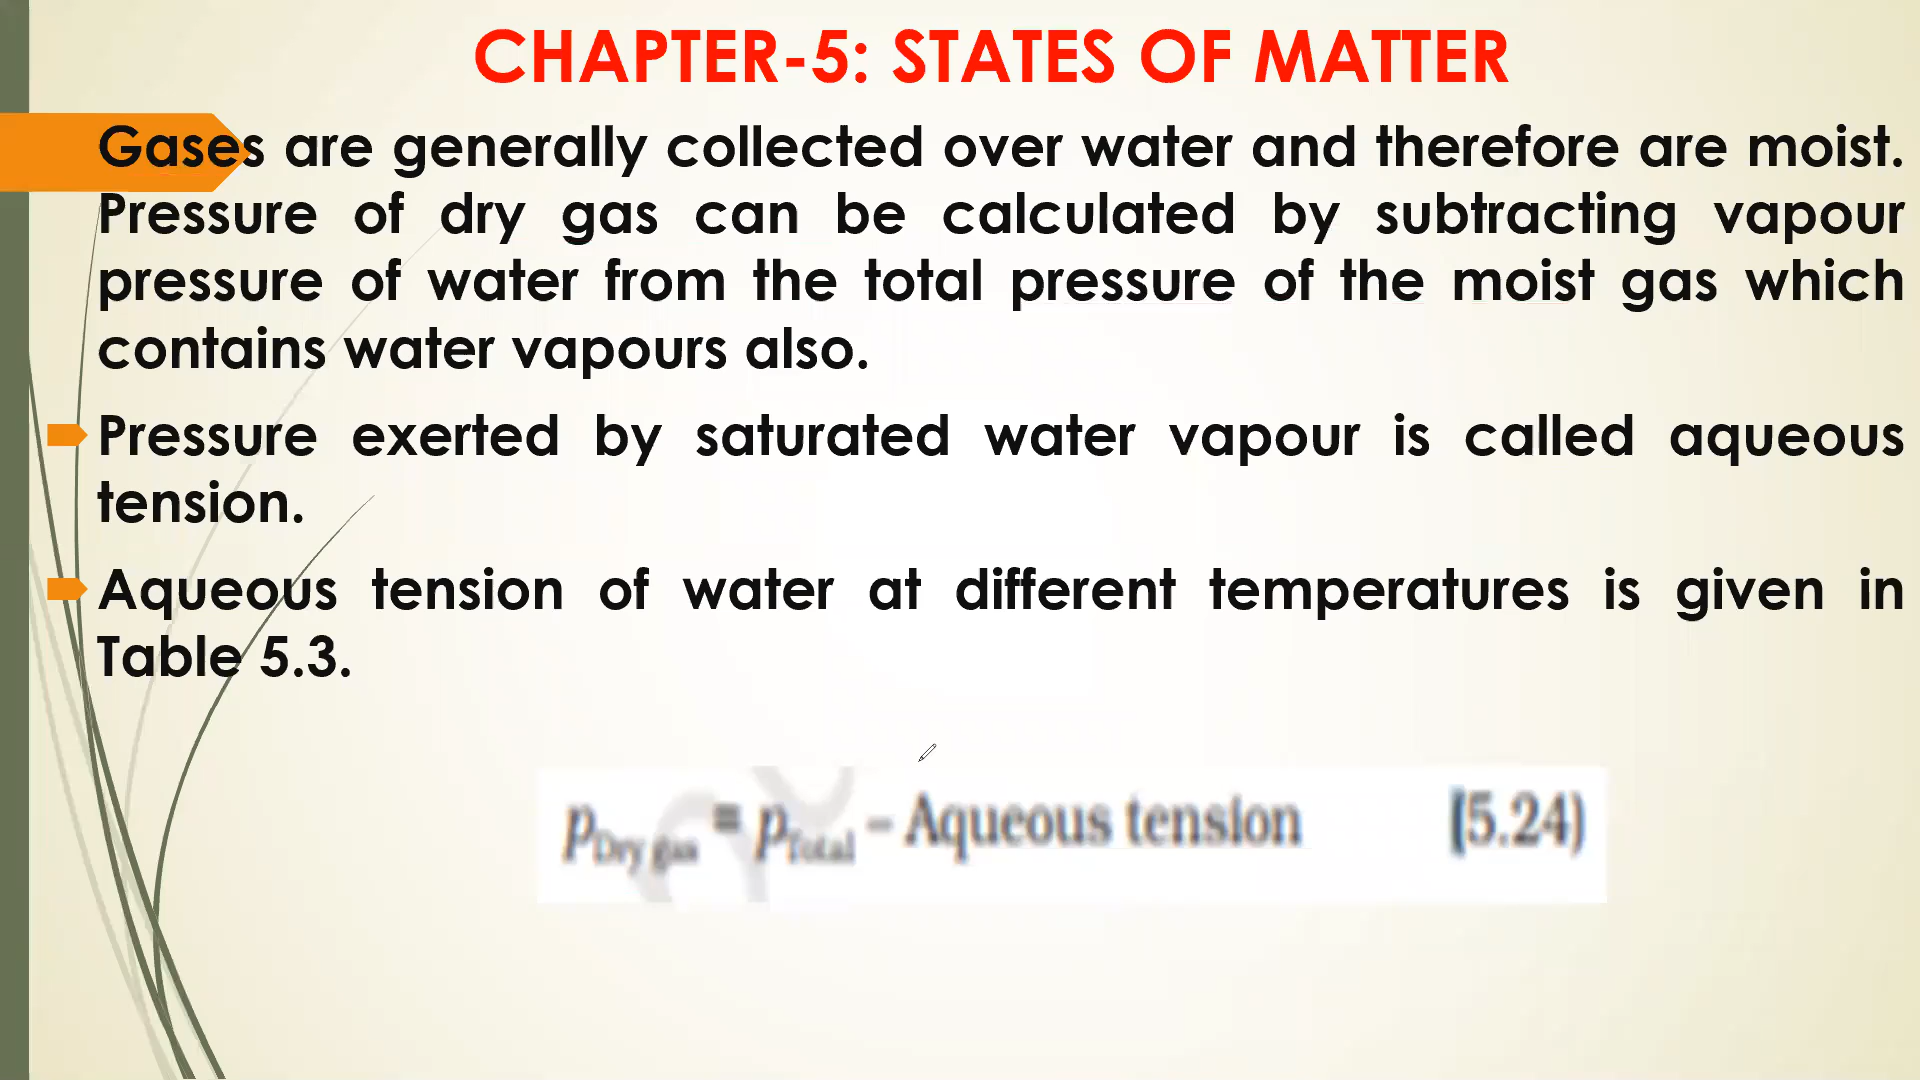 CHAPTER-5: STATES OF MATTER
Gases are generally collected over water and therefore are moist.
Pressure of dry gas can be calculated by subtracting vapour
pressure of water from the total pressure of the moist gas which
contains water vapours also.
Pressure exerted by saturated water vapour is called aqueous
tension.
Aqueous tension of water at different temperatures is given in
Table 5.3.
p Dry gas = p Total – Aqueous tension (5.24)